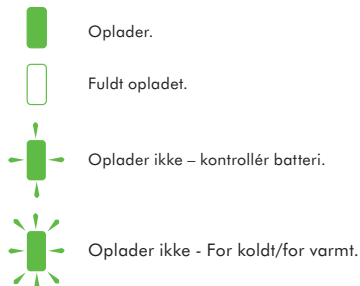 Oplader.
Fuldt opladet.
Oplader ikke – kontrollér batteri.
Oplader ikke - For koldt/for varmt.